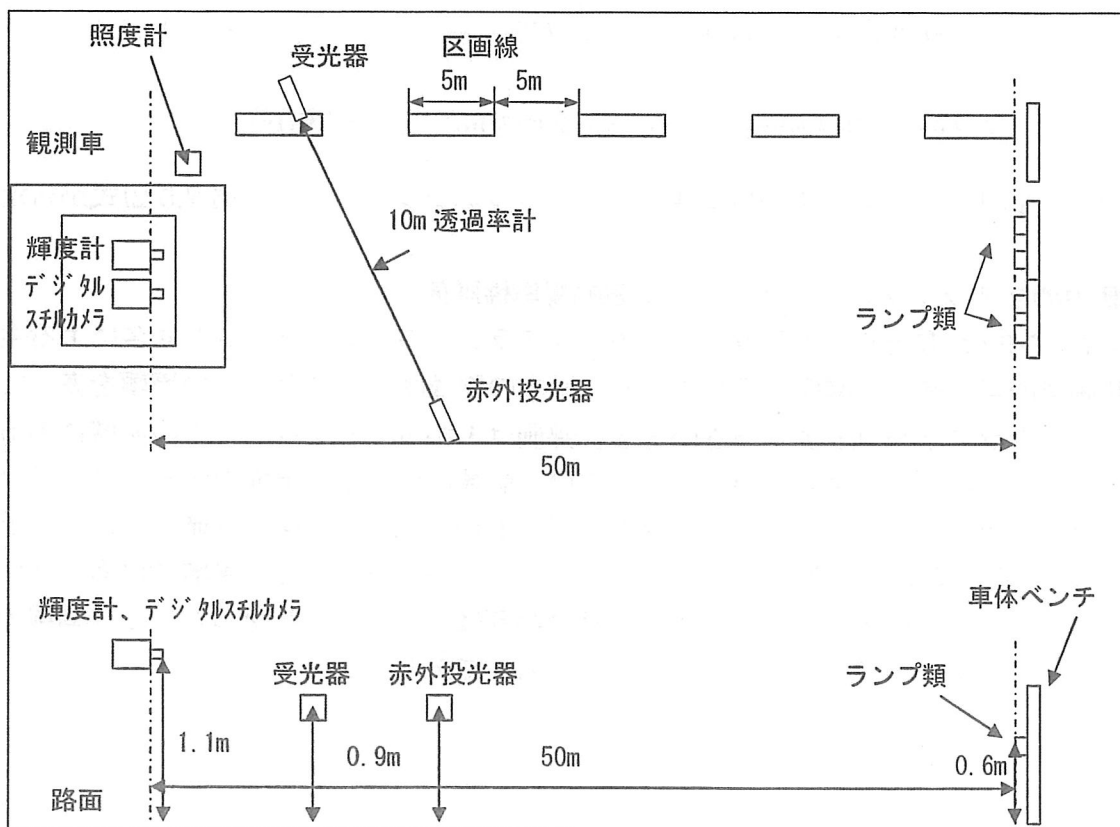 照度計
受光器
区画線
5m
5m
観測車
輝度計
デジタル
スチルカメラ
10m 透過率計
ランプ類
赤外投光器
50m
輝度計、デジタルスチルカメラ
車体ベンチ
受光器
赤外投光器
ランプ類
1.1m
0.9m
50m
0.6m
路面